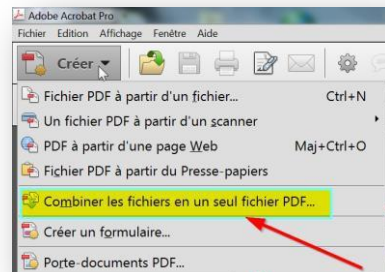 Adobe Acrobat Pro
Fichier Edition Affichage Fenêtre Aide
Créer
Fichier PDF à partir d'un fichier... Ctrl+N
Un fichier PDF à partir d'un scanner
PDF à partir d'une page Web Maj+Ctrl+O
Fichier PDF à partir du Presse-papiers
Combiner les fichiers en un seul fichier PDF...
Créer un formulaire...
Porte-documents PDF...